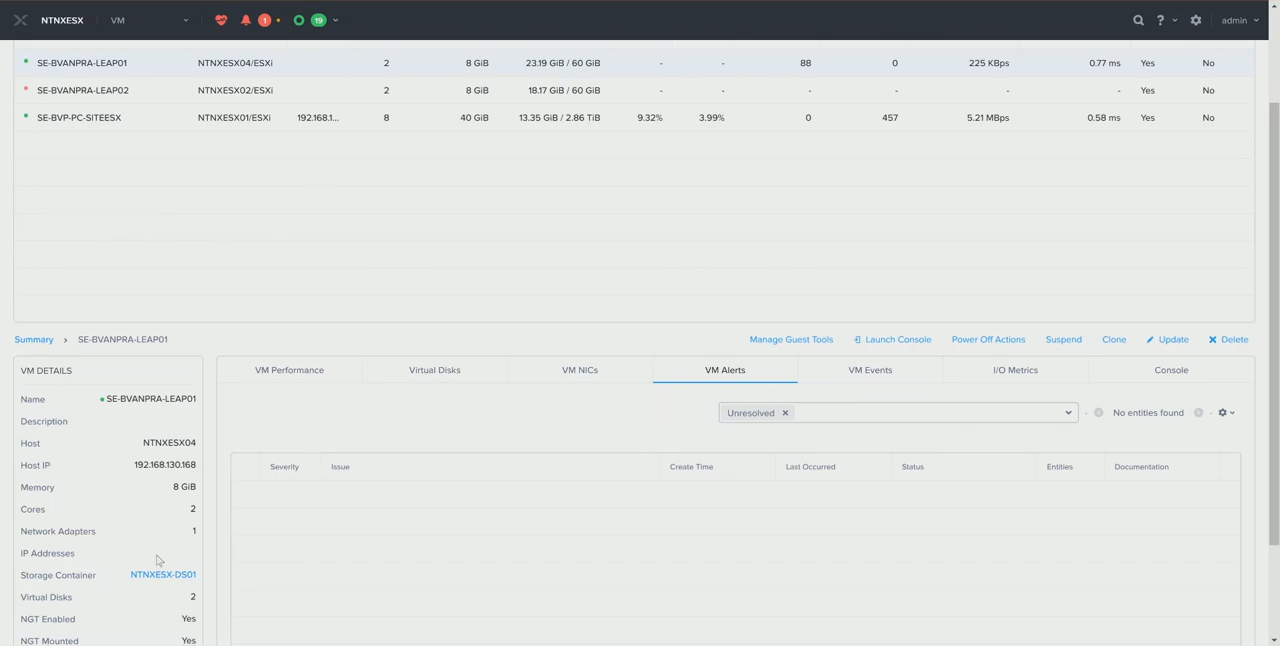 NTNXESX VM 1 19 ? admin
SE-BVANPRA-LEAP01 NTNXESX04/ESXi 2 8 GiB 23.19 GiB / 60 GiB - - 88 0 225 KBps 0.77 ms Yes No
SE-BVANPRA-LEAP02 NTNXESX02/ESXi 2 8 GiB 18.17 GiB / 60 GiB - - - - - - Yes No
SE-BVP-PC-SITEESX NTNXESX01/ESXi 192.168.1... 8 40 GiB 13.35 GiB / 2.86 TiB 9.32% 3.99% 0 457 5.21 MBps 0.58 ms Yes No
Summary > SE-BVANPRA-LEAP01 Manage Guest Tools Launch Console Power Off Actions Suspend Clone Update Delete
VM DETAILS
Name SE-BVANPRA-LEAP01
Description
Host NTNXESX04
Host IP 192.168.130.168
Memory 8 GiB
Cores 2
Network Adapters 1
IP Addresses
Storage Container NTNXESX-DS01
Virtual Disks 2
NGT Enabled Yes
NGT Mounted Yes
VM Performance Virtual Disks VM NICs VM Alerts VM Events I/O Metrics Console
Unresolved No entities found
Severity Issue Create Time Last Occurred Status Entities Documentation